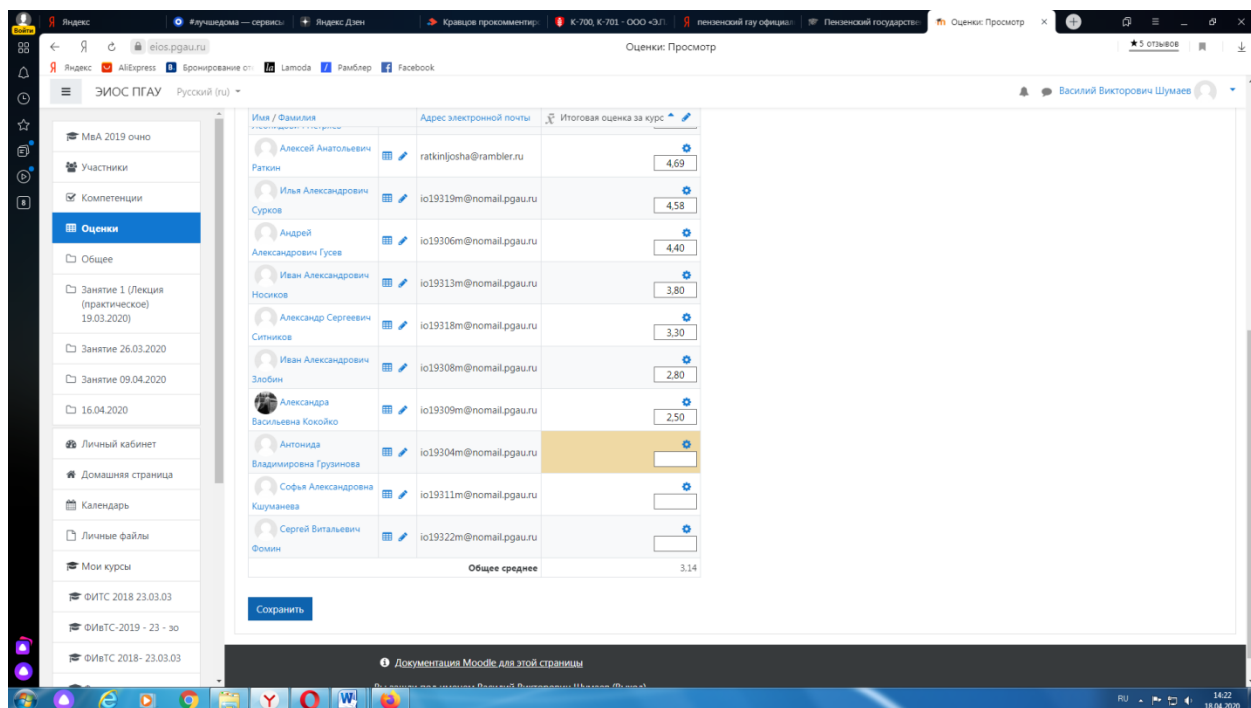 Яндекс
#лучшедома — сервисы
Яндекс Дзен
Кравцов прокомментир
К-700, К-701 - ООО «ЭЛ
пензенский гау официал
Пензенский государстве
Оценки: Просмотр
Войти
eios.pgau.ru
Оценки: Просмотр
★5 отзывов
Яндекс
AliExpress
Бронирование от
Lamoda
Рамблер
Facebook
ЭИОС ПГАУ
Русский (ru)
Василий Викторович Шумаев
МвА 2019 очно
Участники
Компетенции
Оценки
Общее
Занятие 1 (Лекция
(практическое)
19.03.2020)
Занятие 26.03.2020
Занятие 09.04.2020
16.04.2020
Личный кабинет
Домашняя страница
Календарь
Личные файлы
Мои курсы
ФИТС 2018 23.03.03
ФИвТС-2019 - 23 - зо
ФИвТС 2018- 23.03.03
Имя / Фамилия
Адрес электронной почты
Итоговая оценка за курс
Алексей Анатольевич
Раткин
ratkinljosha@rambler.ru
4,69
Илья Александрович
Сурков
io19319m@nomail.pgau.ru
4,58
Андрей
Александрович Гусев
io19306m@nomail.pgau.ru
4,40
Иван Александрович
Носиков
io19313m@nomail.pgau.ru
3,80
Александр Сергеевич
Ситников
io19318m@nomail.pgau.ru
3,30
Иван Александрович
Злобин
io19308m@nomail.pgau.ru
2,80
Александра
Васильевна Кокойко
io19309m@nomail.pgau.ru
2,50
Антонида
Владимировна Грузинова
io19304m@nomail.pgau.ru
Софья Александровна
Кшуманева
io19311m@nomail.pgau.ru
Сергей Витальевич
Фомин
io19322m@nomail.pgau.ru
Общее среднее
3,14
Сохранить
Документация Moodle для этой страницы
RU
14:22
18.04.2020